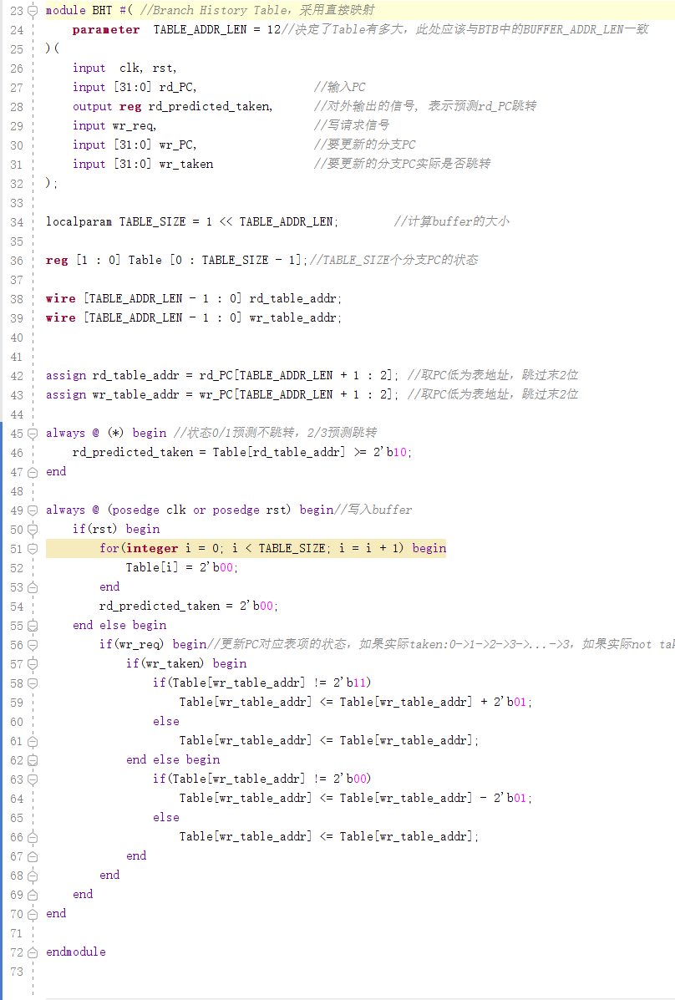 23 module BHT #( //Branch History Table，采用直接映射
24     parameter  TABLE_ADDR_LEN = 12//决定了Table有多大，此处应该与BTB中的BUFFER_ADDR_LEN一致
25 )(
26     input  clk, rst,
27     input [31:0] rd_PC,                 //输入PC
28     output reg rd_predicted_taken,      //对外输出的信号, 表示预测rd_PC跳转
29     input wr_req,                       //写请求信号
30     input [31:0] wr_PC,                 //要更新的分支PC
31     input [31:0] wr_taken               //要更新的分支PC实际是否跳转
32 );
33
34 localparam TABLE_SIZE = 1 << TABLE_ADDR_LEN;        //计算buffer的大小
35
36 reg [1 : 0] Table [0 : TABLE_SIZE - 1];//TABLE_SIZE个分支PC的状态
37
38 wire [TABLE_ADDR_LEN - 1 : 0] rd_table_addr;
39 wire [TABLE_ADDR_LEN - 1 : 0] wr_table_addr;
40
41
42 assign rd_table_addr = rd_PC[TABLE_ADDR_LEN + 1 : 2]; //取PC低为表地址，跳过末2位
43 assign wr_table_addr = wr_PC[TABLE_ADDR_LEN + 1 : 2]; //取PC低为表地址，跳过末2位
44
45 always @ (*) begin //状态0/1预测不跳转，2/3预测跳转
46     rd_predicted_taken = Table[rd_table_addr] >= 2'b10;
47 end
48
49 always @ (posedge clk or posedge rst) begin//写入buffer
50     if(rst) begin
51         for(integer i = 0; i < TABLE_SIZE; i = i + 1) begin
52             Table[i] = 2'b00;
53         end
54         rd_predicted_taken = 2'b00;
55     end else begin
56         if(wr_req) begin//更新PC对应表项的状态，如果实际taken:0->1->2->3->...->3，如果实际not tak
57             if(wr_taken) begin
58                 if(Table[wr_table_addr] != 2'b11)
59                     Table[wr_table_addr] <= Table[wr_table_addr] + 2'b01;
60                 else
61                     Table[wr_table_addr] <= Table[wr_table_addr];
62             end else begin
63                 if(Table[wr_table_addr] != 2'b00)
64                     Table[wr_table_addr] <= Table[wr_table_addr] - 2'b01;
65                 else
66                     Table[wr_table_addr] <= Table[wr_table_addr];
67             end
68         end
69     end
70 end
71
72 endmodule
73